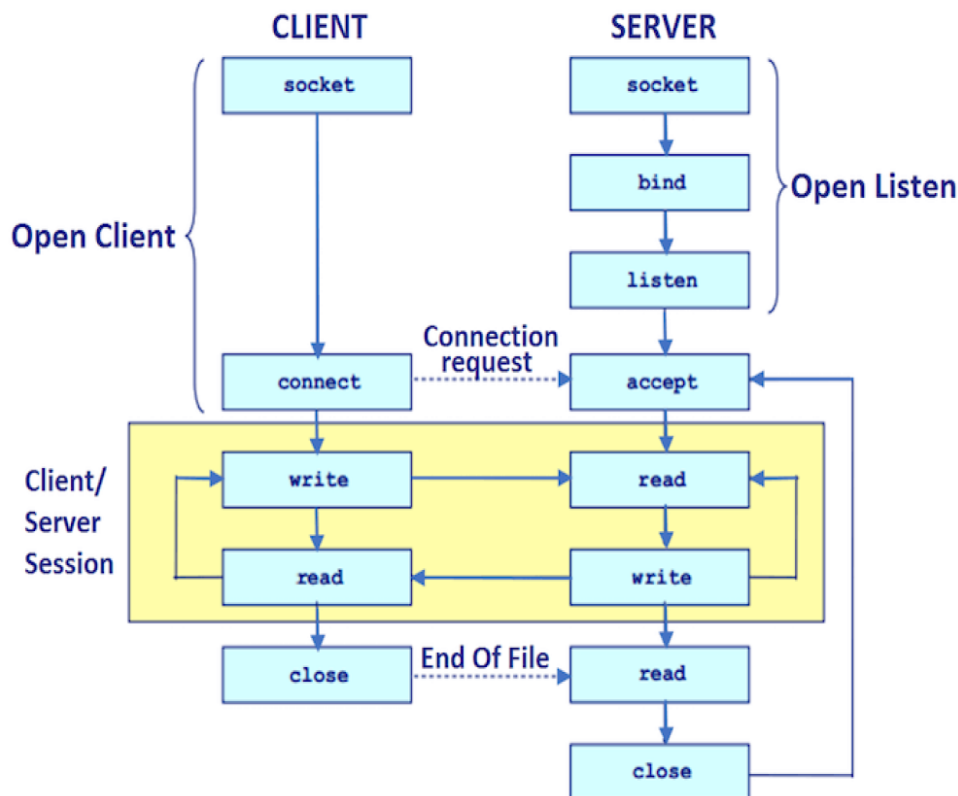 CLIENT
SERVER
socket
socket
bind
Open Listen
Open Client
listen
Connection
request
connect
accept
Client/
Server
Session
write
read
read
write
End Of File
close
read
close